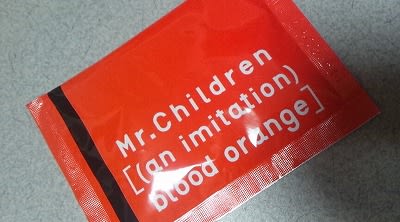 Mr.Children
[(an imitation)
blood orange]